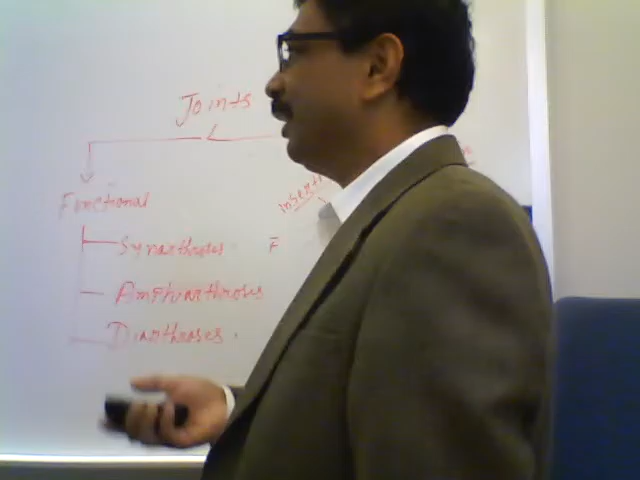 Joints
Functional
Synarthroses
F
Amphiarthroses
Diarthroses.